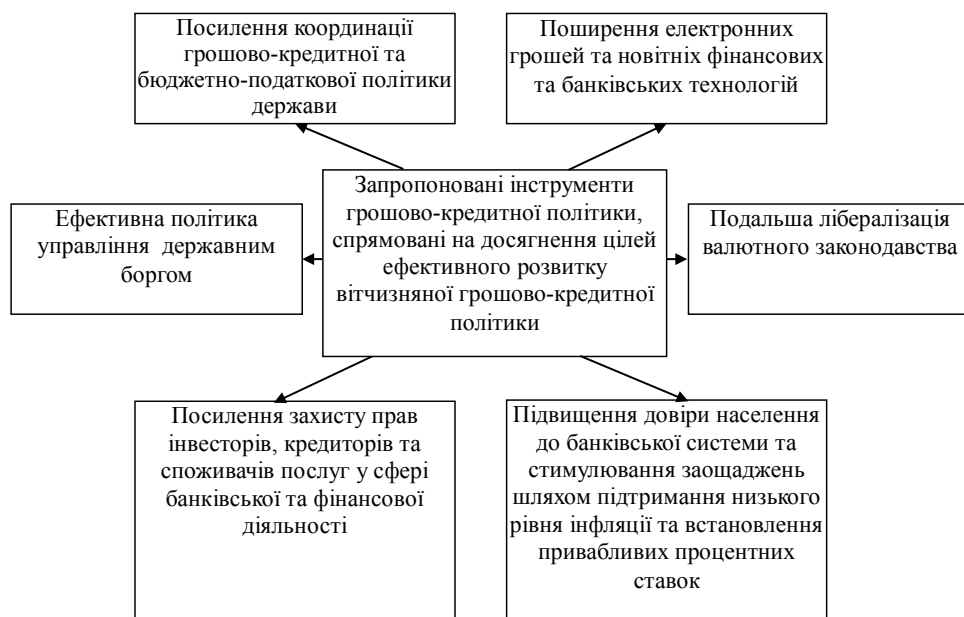 Посилення координації
грошово-кредитної та
бюджетно-податкової політики
держави
Поширення електронних
грошей та новітніх фінансових
та банківських технологій
Ефективна політика
управління державним
боргом
Запропоновані інструменти
грошово-кредитної політики,
спрямовані на досягнення цілей
ефективного розвитку
вітчизняної грошово-кредитної
політики
Подальша лібералізація
валютного законодавства
Посилення захисту прав
інвесторів, кредиторів та
споживачів послуг у сфері
банківської та фінансової
діяльності
Підвищення довіри населення
до банківської системи та
стимулювання заощаджень
шляхом підтримання низького
рівня інфляції та встановлення
привабливих процентних
ставок